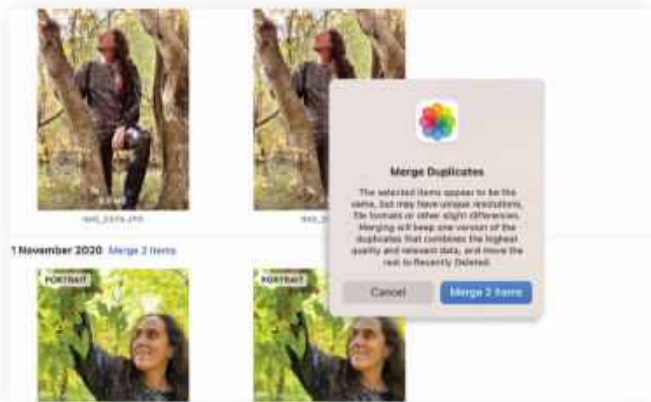 1 November 2020 Merge 2 Items
PORTRAIT
PORTRAIT
Merge Duplicates
The selected items appear to be the
same, but may have unique resolutions,
file formats or other slight differences.
Merging will keep one version of the
duplicates that combines the highest
quality and relevant data, and move the
rest to Recently Deleted.
Cancel
Merge 2 Items